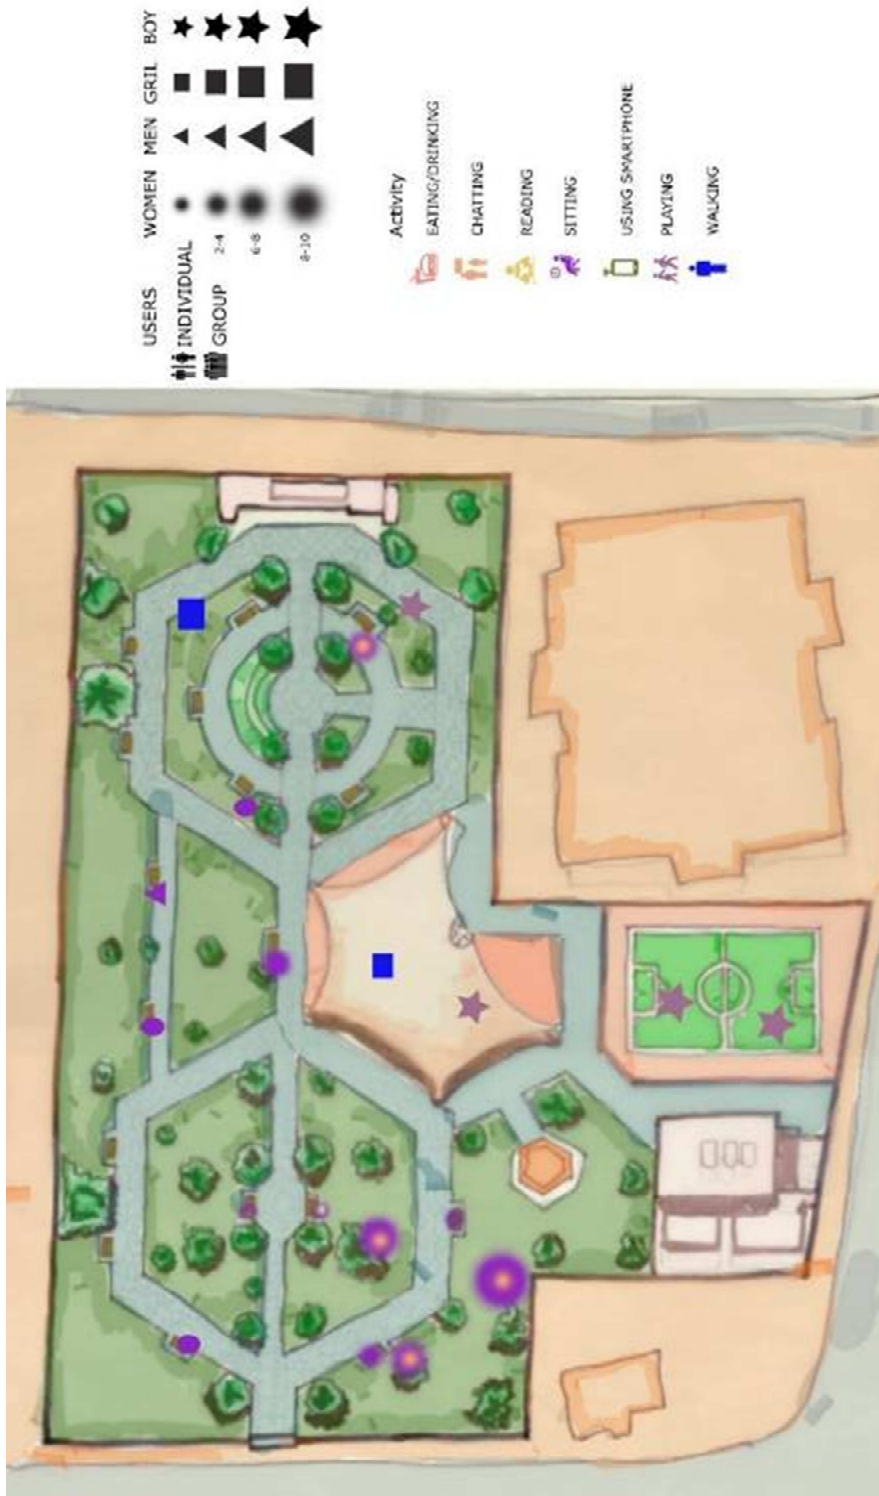 USERS WOMEN MEN GRIL BOY
INDIVIDUAL
GROUP 2-4
6-8
8-10
Activity
EATING/DRINKING
CHATTING
READING
SITTING
USING SMARTPHONE
PLAYING
WALKING